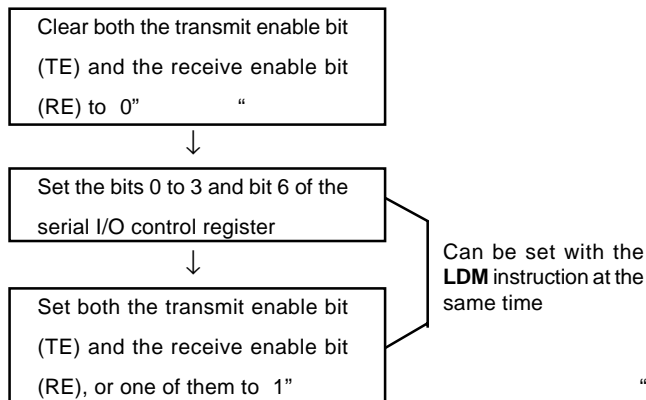 Clear both the transmit enable bit
(TE) and the receive enable bit
(RE) to 0” “
↓
Set the bits 0 to 3 and bit 6 of the
serial I/O control register
↓
Can be set with the
LDM instruction at the
same time
Set both the transmit enable bit
(TE) and the receive enable bit
(RE), or one of them to 1” “